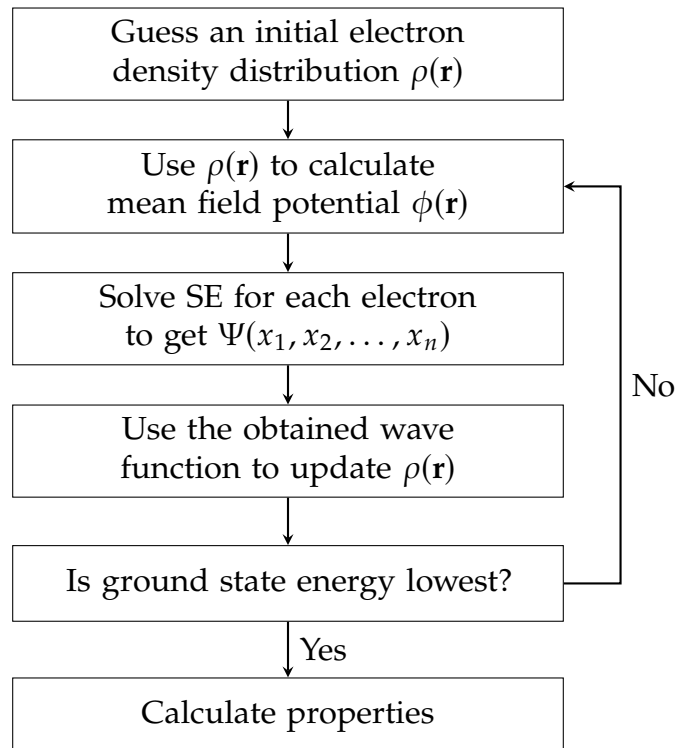 Guess an initial electron
density distribution ρ(𝐫)
Use ρ(𝐫) to calculate
mean field potential ϕ(𝐫)
Solve SE for each electron
to get Ψ(x₁, x₂, . . . , xₙ)
Use the obtained wave
function to update ρ(𝐫)
No
Is ground state energy lowest?
Yes
Calculate properties